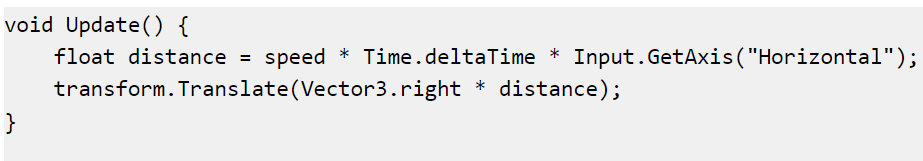 void Update() {
    float distance = speed * Time.deltaTime * Input.GetAxis("Horizontal");
    transform.Translate(Vector3.right * distance);
}